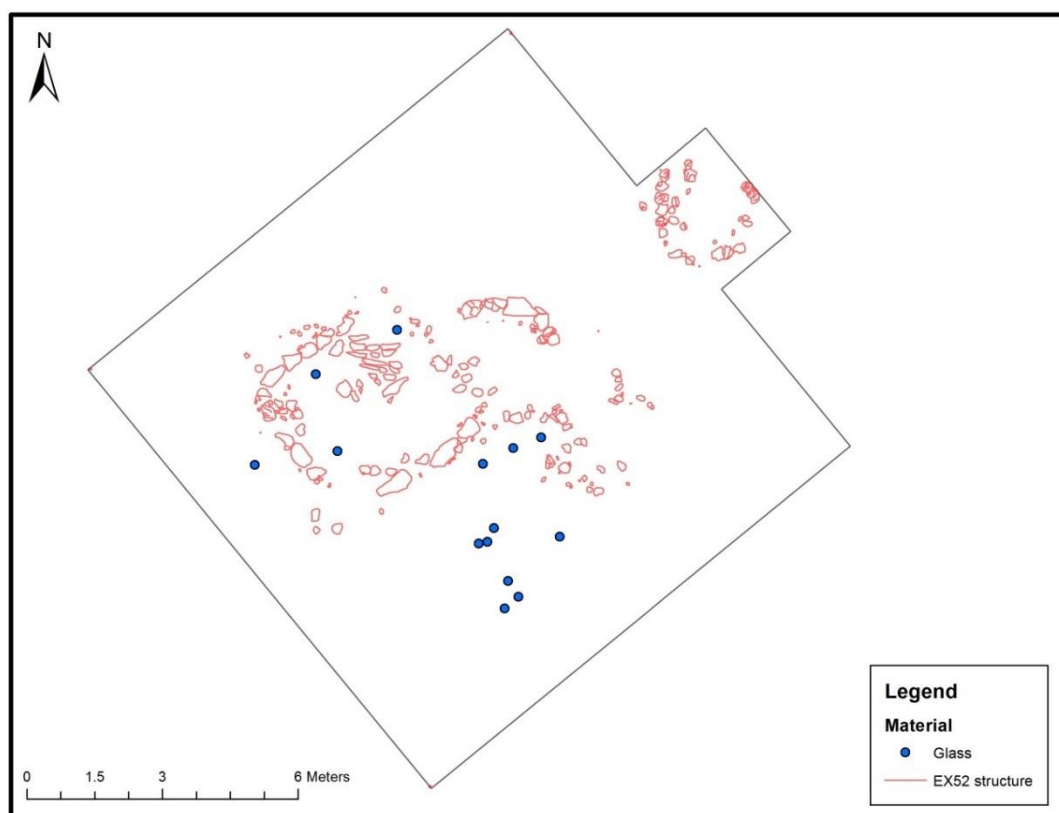 N
Legend
Material
Glass
EX52 structure
0 1.5 3 6 Meters